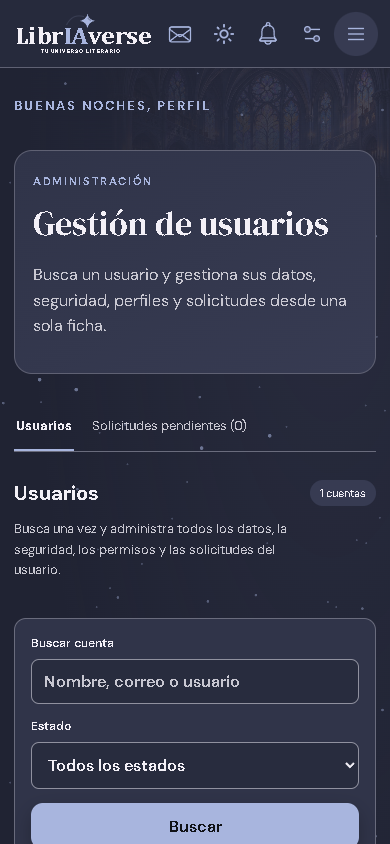 LibrIAverse
TU UNIVERSO LITERARIO
BUENAS NOCHES, PERFIL
ADMINISTRACIÓN
Gestión de usuarios
Busca un usuario y gestiona sus datos,
seguridad, perfiles y solicitudes desde una
sola ficha.
Usuarios
Solicitudes pendientes (0)
Usuarios
1 cuentas
Busca una vez y administra todos los datos, la
seguridad, los permisos y las solicitudes del
usuario.
Buscar cuenta
Nombre, correo o usuario
Estado
Todos los estados
Buscar